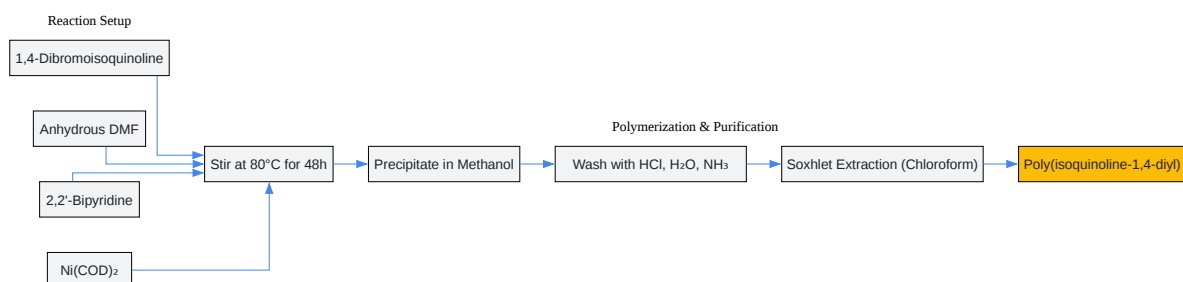 Reaction Setup
1,4-Dibromoisoquinoline
Anhydrous DMF
2,2'-Bipyridine
Ni(COD)₂
Stir at 80°C for 48h
Polymerization & Purification
Precipitate in Methanol
Wash with HCl, H₂O, NH₃
Soxhlet Extraction (Chloroform)
Poly(isoquinoline-1,4-diyl)